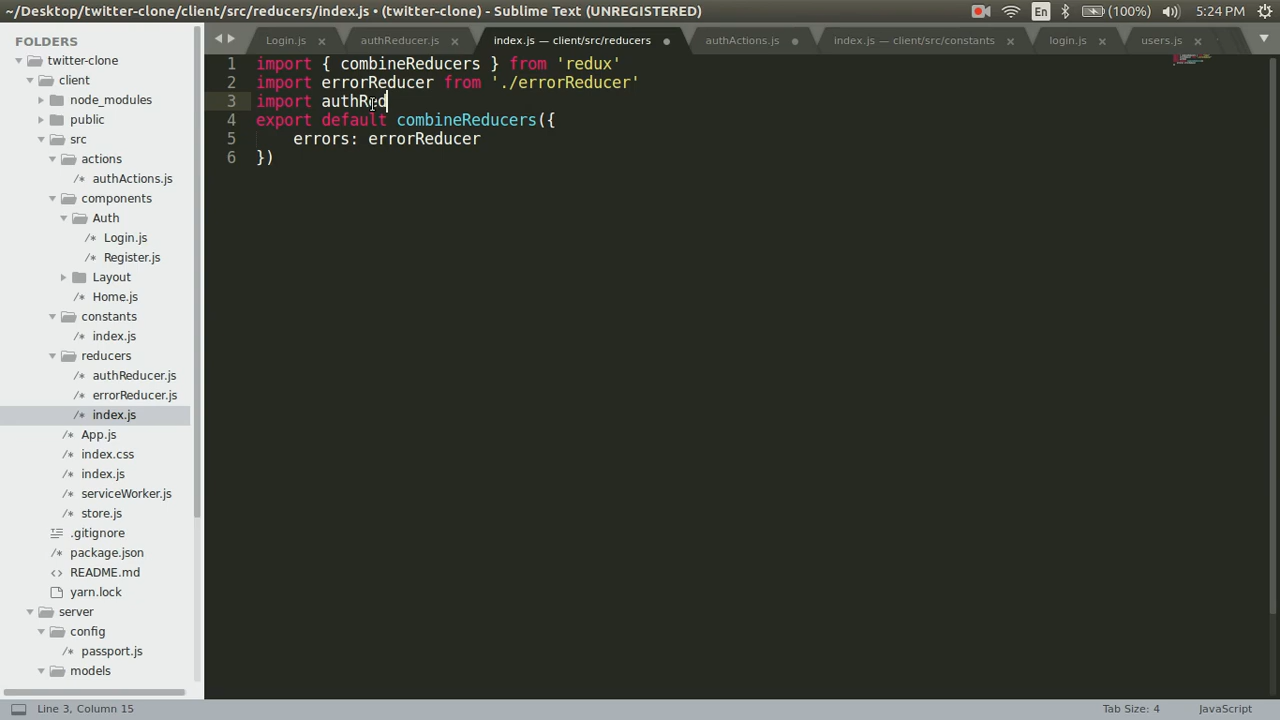 ~/Desktop/twitter-clone/client/src/reducers/index.js • (twitter-clone) - Sublime Text (UNREGISTERED)
En
(100%)
5:24 PM
FOLDERS
twitter-clone
client
node_modules
public
src
actions
/* authActions.js
components
Auth
/* Login.js
/* Register.js
Layout
/* Home.js
constants
/* index.js
reducers
/* authReducer.js
/* errorReducer.js
/* index.js
/* App.js
/* index.css
/* index.js
/* serviceWorker.js
/* store.js
.gitignore
package.json
<> README.md
yarn.lock
server
config
/* passport.js
models
Login.js ×
authReducer.js ×
index.js — client/src/reducers ●
authActions.js ●
index.js — client/src/constants ×
login.js ×
users.js ×
1 import { combineReducers } from 'redux'
2 import errorReducer from './errorReducer'
3 import authRed
4 export default combineReducers({
5 errors: errorReducer
6 })
Line 3, Column 15
Tab Size: 4
JavaScript